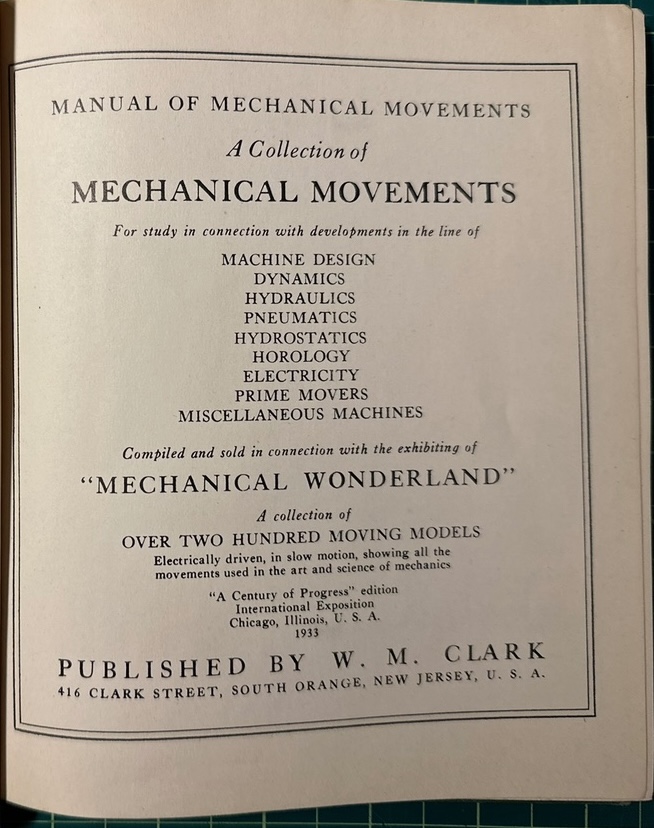 MANUAL OF MECHANICAL MOVEMENTS
A Collection of
MECHANICAL MOVEMENTS
For study in connection with developments in the line of
MACHINE DESIGN
DYNAMICS
HYDRAULICS
PNEUMATICS
HYDROSTATICS
HOROLOGY
ELECTRICITY
PRIME MOVERS
MISCELLANEOUS MACHINES
Compiled and sold in connection with the exhibiting of
“MECHANICAL WONDERLAND”
A collection of
OVER TWO HUNDRED MOVING MODELS
Electrically driven, in slow motion, showing all the
movements used in the art and science of mechanics
“A Century of Progress” edition
International Exposition
Chicago, Illinois, U. S. A.
1933
PUBLISHED BY W. M. CLARK
416 CLARK STREET, SOUTH ORANGE, NEW JERSEY, U. S. A.